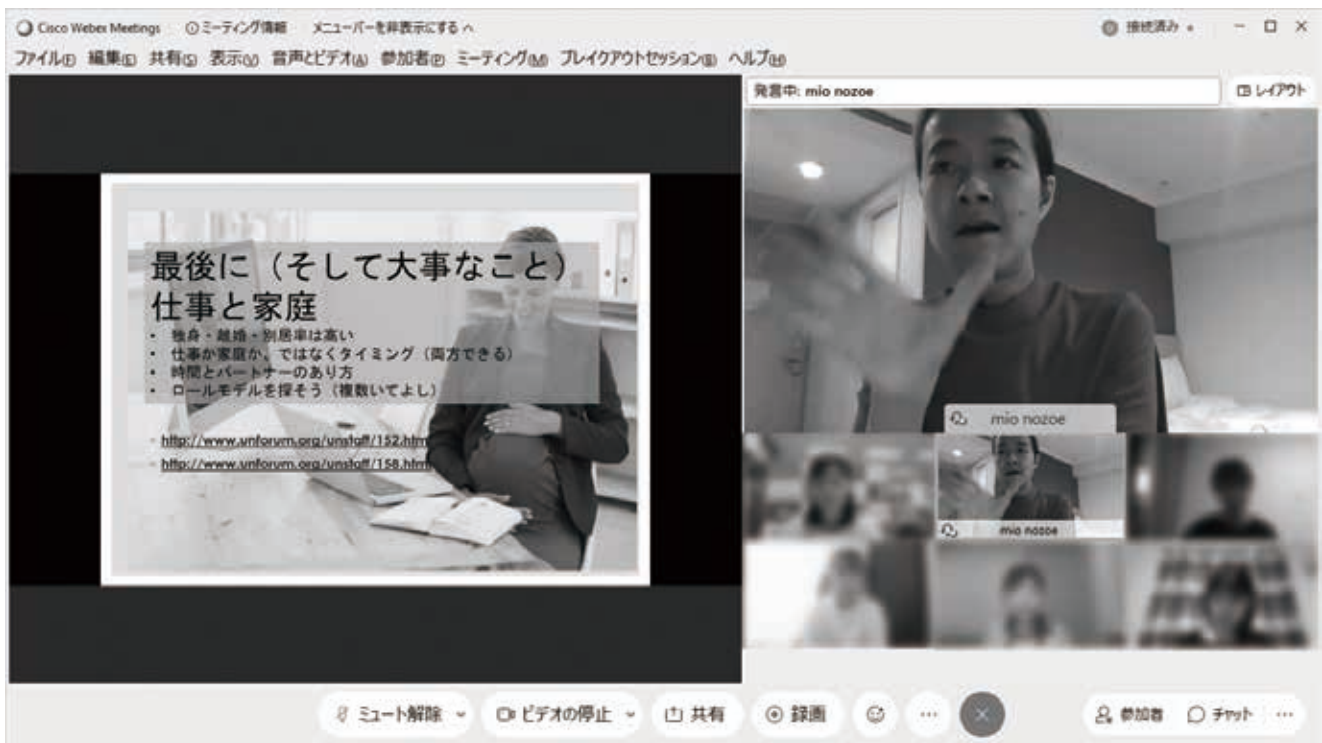 Cisco Webex Meetings ミーティング情報 メニューバーを非表示にする 接続済み
ファイル(F) 編集(E) 共有(S) 表示(V) 音声とビデオ(A) 参加者(P) ミーティング(M) ブレイクアウトセッション(B) ヘルプ(H)
発言中: mio nozoe レイアウト
最後に（そして大事なこと）
仕事と家庭
• 独身・離婚・別居率は高い
• 仕事か家庭か、ではなくタイミング（両方できる）
• 時間とパートナーのあり方
• ロールモデルを探そう（複数いてよし）
http://www.unforum.org/unstaff/152.html
http://www.unforum.org/unstaff/158.html
mio nozoe
mio nozoe
ミュート解除 ビデオの停止 共有 録画 参加者 チャット